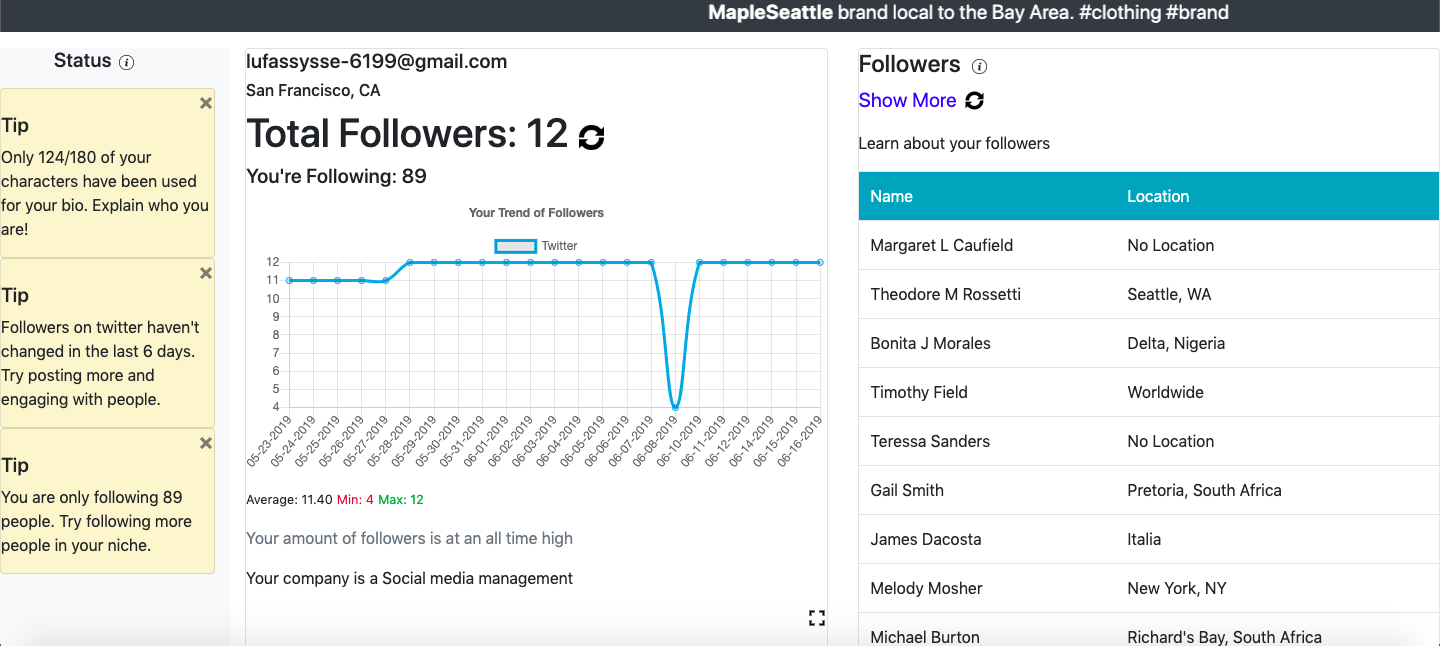 MapleSeattle brand local to the Bay Area. #clothing #brand
Status
Tip
Only 124/180 of your
characters have been used
for your bio. Explain who you
are!
Tip
Followers on twitter haven't
changed in the last 6 days.
Try posting more and
engaging with people.
Tip
You are only following 89
people. Try following more
people in your niche.
lufassysse-6199@gmail.com
San Francisco, CA
Total Followers: 12
You're Following: 89
Your Trend of Followers
Twitter
12
11
10
9
8
7
6
5
4
05-23-2019
05-24-2019
05-25-2019
05-26-2019
05-27-2019
05-28-2019
05-29-2019
05-30-2019
05-31-2019
06-01-2019
06-02-2019
06-03-2019
06-04-2019
06-05-2019
06-06-2019
06-07-2019
06-08-2019
06-10-2019
06-11-2019
06-12-2019
06-14-2019
06-15-2019
06-16-2019
Average: 11.40 Min: 4 Max: 12
Your amount of followers is at an all time high
Your company is a Social media management
Followers
Show More
Learn about your followers
Name Location
Margaret L Caufield No Location
Theodore M Rossetti Seattle, WA
Bonita J Morales Delta, Nigeria
Timothy Field Worldwide
Teressa Sanders No Location
Gail Smith Pretoria, South Africa
James Dacosta Italia
Melody Mosher New York, NY
Michael Burton Richard's Bay, South Africa